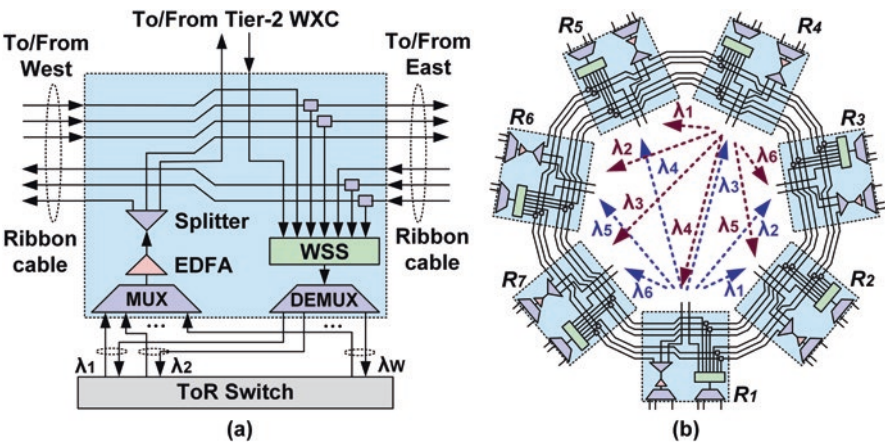 To/From Tier-2 WXC
To/From
West
To/From
East
Splitter
Ribbon
cable
EDFA
WSS
Ribbon
cable
MUX
DEMUX
...
...
λ1
λ2
λW
ToR Switch
(a)
R5
R4
R6
R3
λ1
λ2
λ4
λ6
λ3
λ3
λ5
λ4
λ5
λ2
R7
λ6
λ1
R2
R1
(b)